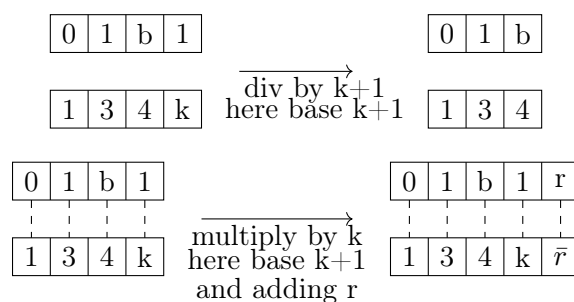 0 1 b 1
0 1 b
div by k+1
1 3 4 k
here base k+1
1 3 4
0 1 b 1
0 1 b 1 r
multiply by k
1 3 4 k
here base k+1
1 3 4 k r̄
and adding r